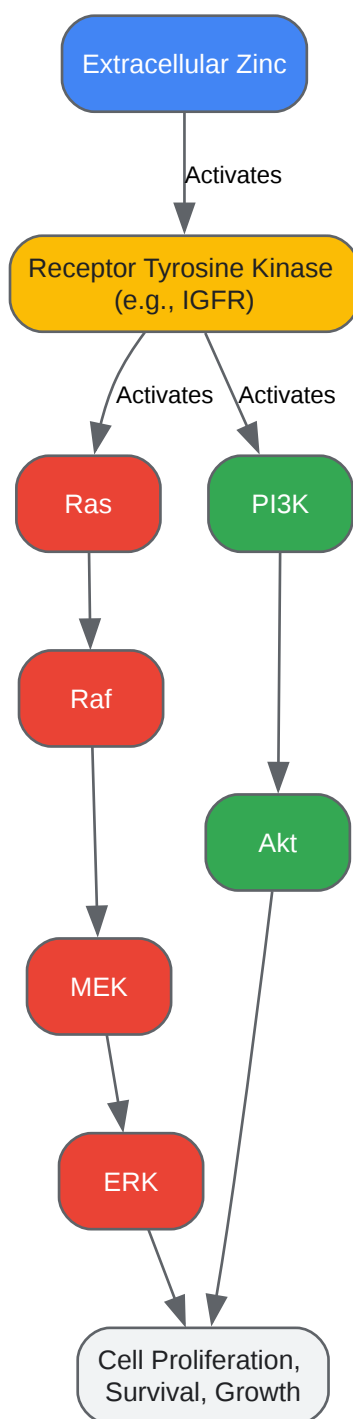 Extracellular Zinc
Activates
Receptor Tyrosine Kinase
(e.g., IGFR)
Activates
Activates
Ras
PI3K
Raf
Akt
MEK
ERK
Cell Proliferation,
Survival, Growth